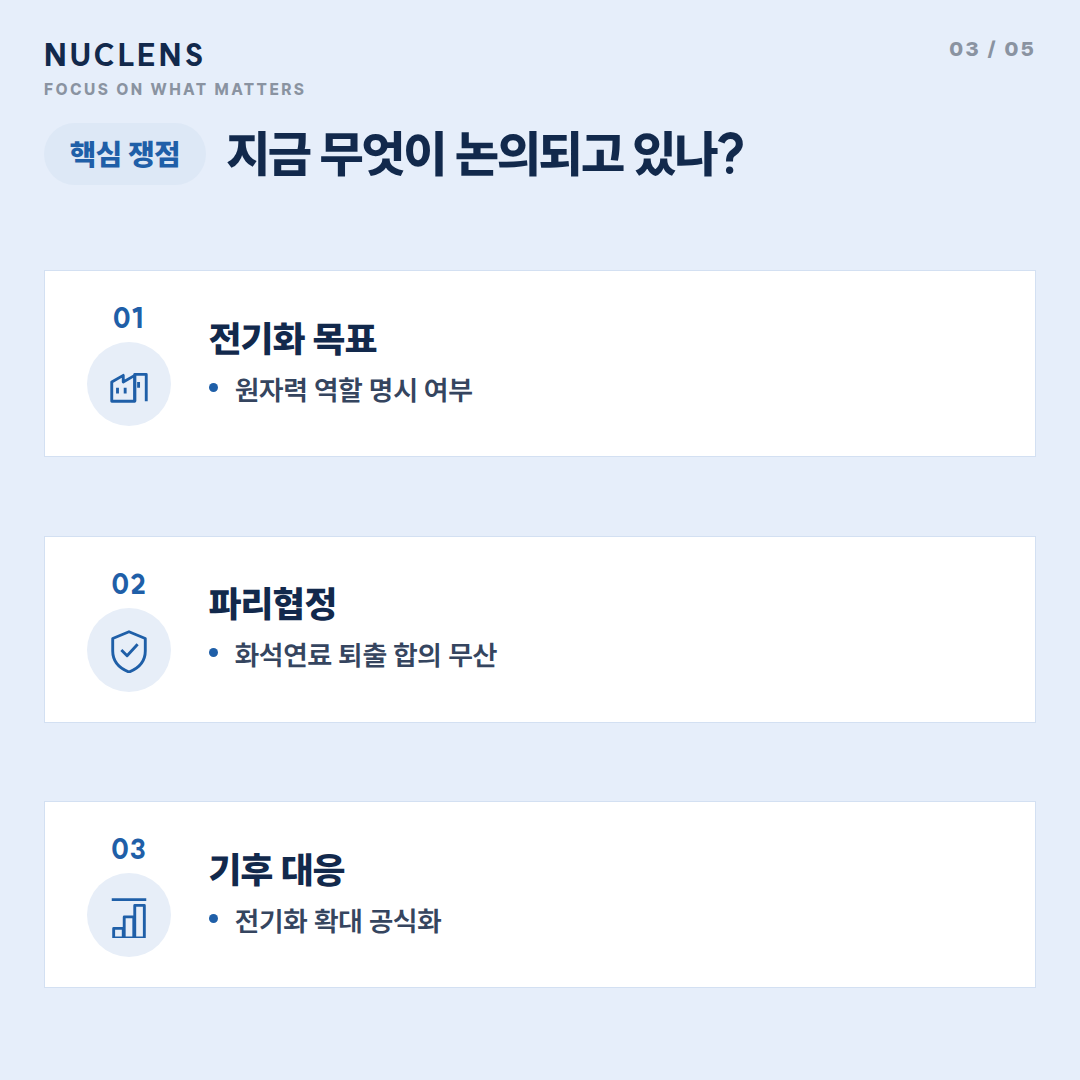 NUCLENS
03 / 05
FOCUS ON WHAT MATTERS
핵심 쟁점
지금 무엇이 논의되고 있나?
01
전기화 목표
• 원자력 역할 명시 여부
02
파리협정
• 화석연료 퇴출 합의 무산
03
기후 대응
• 전기화 확대 공식화